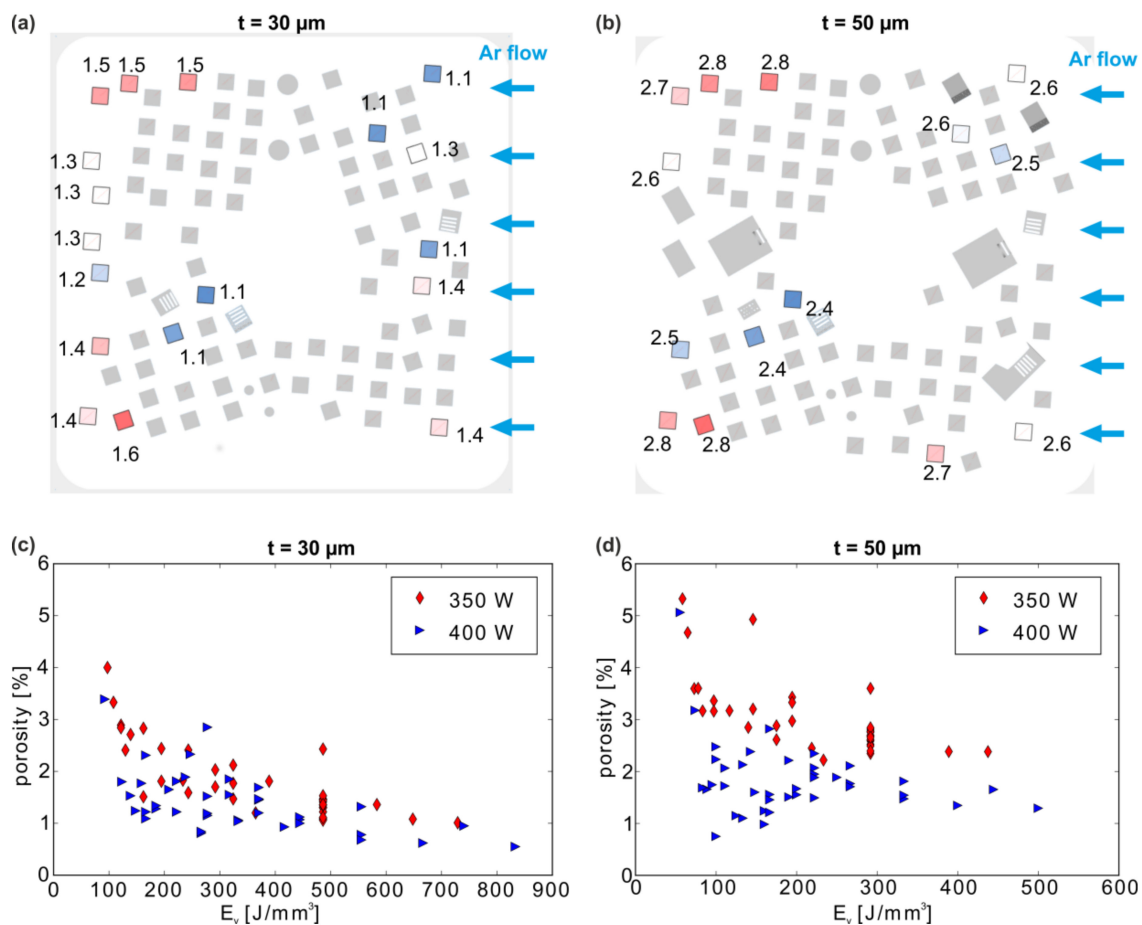 (a)
t = 30 µm
(b)
t = 50 µm
Ar flow
Ar flow
1.5 1.5
1.5
1.1
1.1
1.3
1.3
1.3
1.3
1.1
1.2
1.1
1.4
1.4
1.1
1.4
1.6
1.4
2.8
2.8
2.7
2.6
2.6
2.5
2.6
2.4
2.5
2.4
2.8
2.8
2.6
2.7
(c)
t = 30 µm
(d)
t = 50 µm
6
5
4
3
2
1
0
porosity [%]
350 W
400 W
0 100 200 300 400 500 600 700 800 900
E_v [J/mm³]
6
5
4
3
2
1
0
porosity [%]
350 W
400 W
0 100 200 300 400 500 600
E_v [J/mm³]